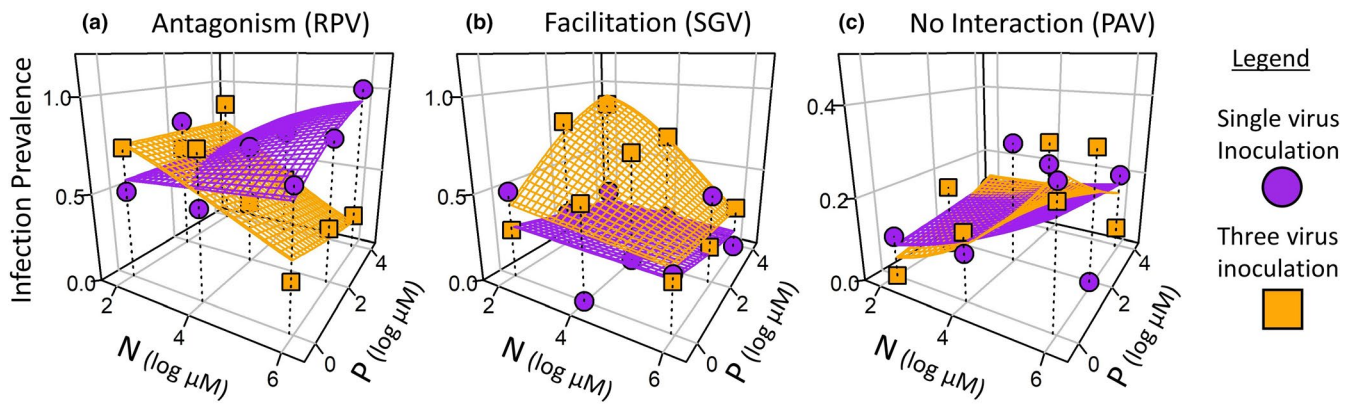 (a) Antagonism (RPV)
(b) Facilitation (SGV)
(c) No Interaction (PAV)
Infection Prevalence
1.0
0.5
0.0
2
4
6
N (log µM)
0
2
4
P (log µM)
1.0
0.5
0.0
2
4
6
N (log µM)
0
2
4
P (log µM)
0.4
0.2
0.0
2
4
6
N (log µM)
0
2
4
P (log µM)
Legend
Single virus
Inoculation
Three virus
inoculation